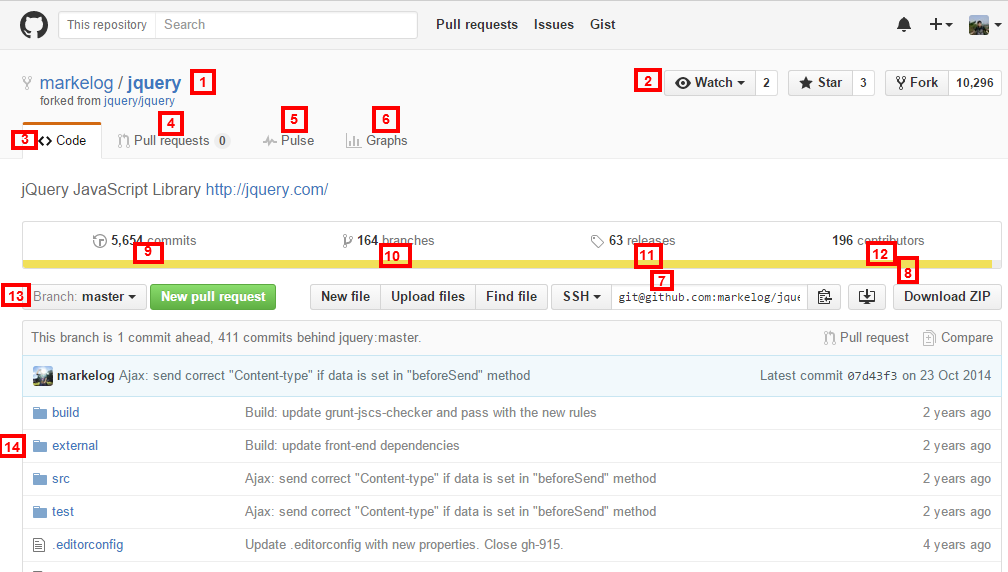 This repository Search Pull requests Issues Gist
markelog / jquery 1 2 Watch 2 Star 3 Fork 10,296
forked from jquery/jquery
4 5 6
3 Code Pull requests 0 Pulse Graphs
jQuery JavaScript Library http://jquery.com/
5,654 commits 164 branches 63 releases 196 contributors
9 10 11 12
7 8
13 Branch: master New pull request New file Upload files Find file SSH git@github.com:markelog/jque Download ZIP
This branch is 1 commit ahead, 411 commits behind jquery:master. Pull request Compare
markelog Ajax: send correct "Content-type" if data is set in "beforeSend" method Latest commit 07d43f3 on 23 Oct 2014
build Build: update grunt-jscs-checker and pass with the new rules 2 years ago
14 external Build: update front-end dependencies 2 years ago
src Ajax: send correct "Content-type" if data is set in "beforeSend" method 2 years ago
test Ajax: send correct "Content-type" if data is set in "beforeSend" method 2 years ago
.editorconfig Update .editorconfig with new properties. Close gh-915. 4 years ago